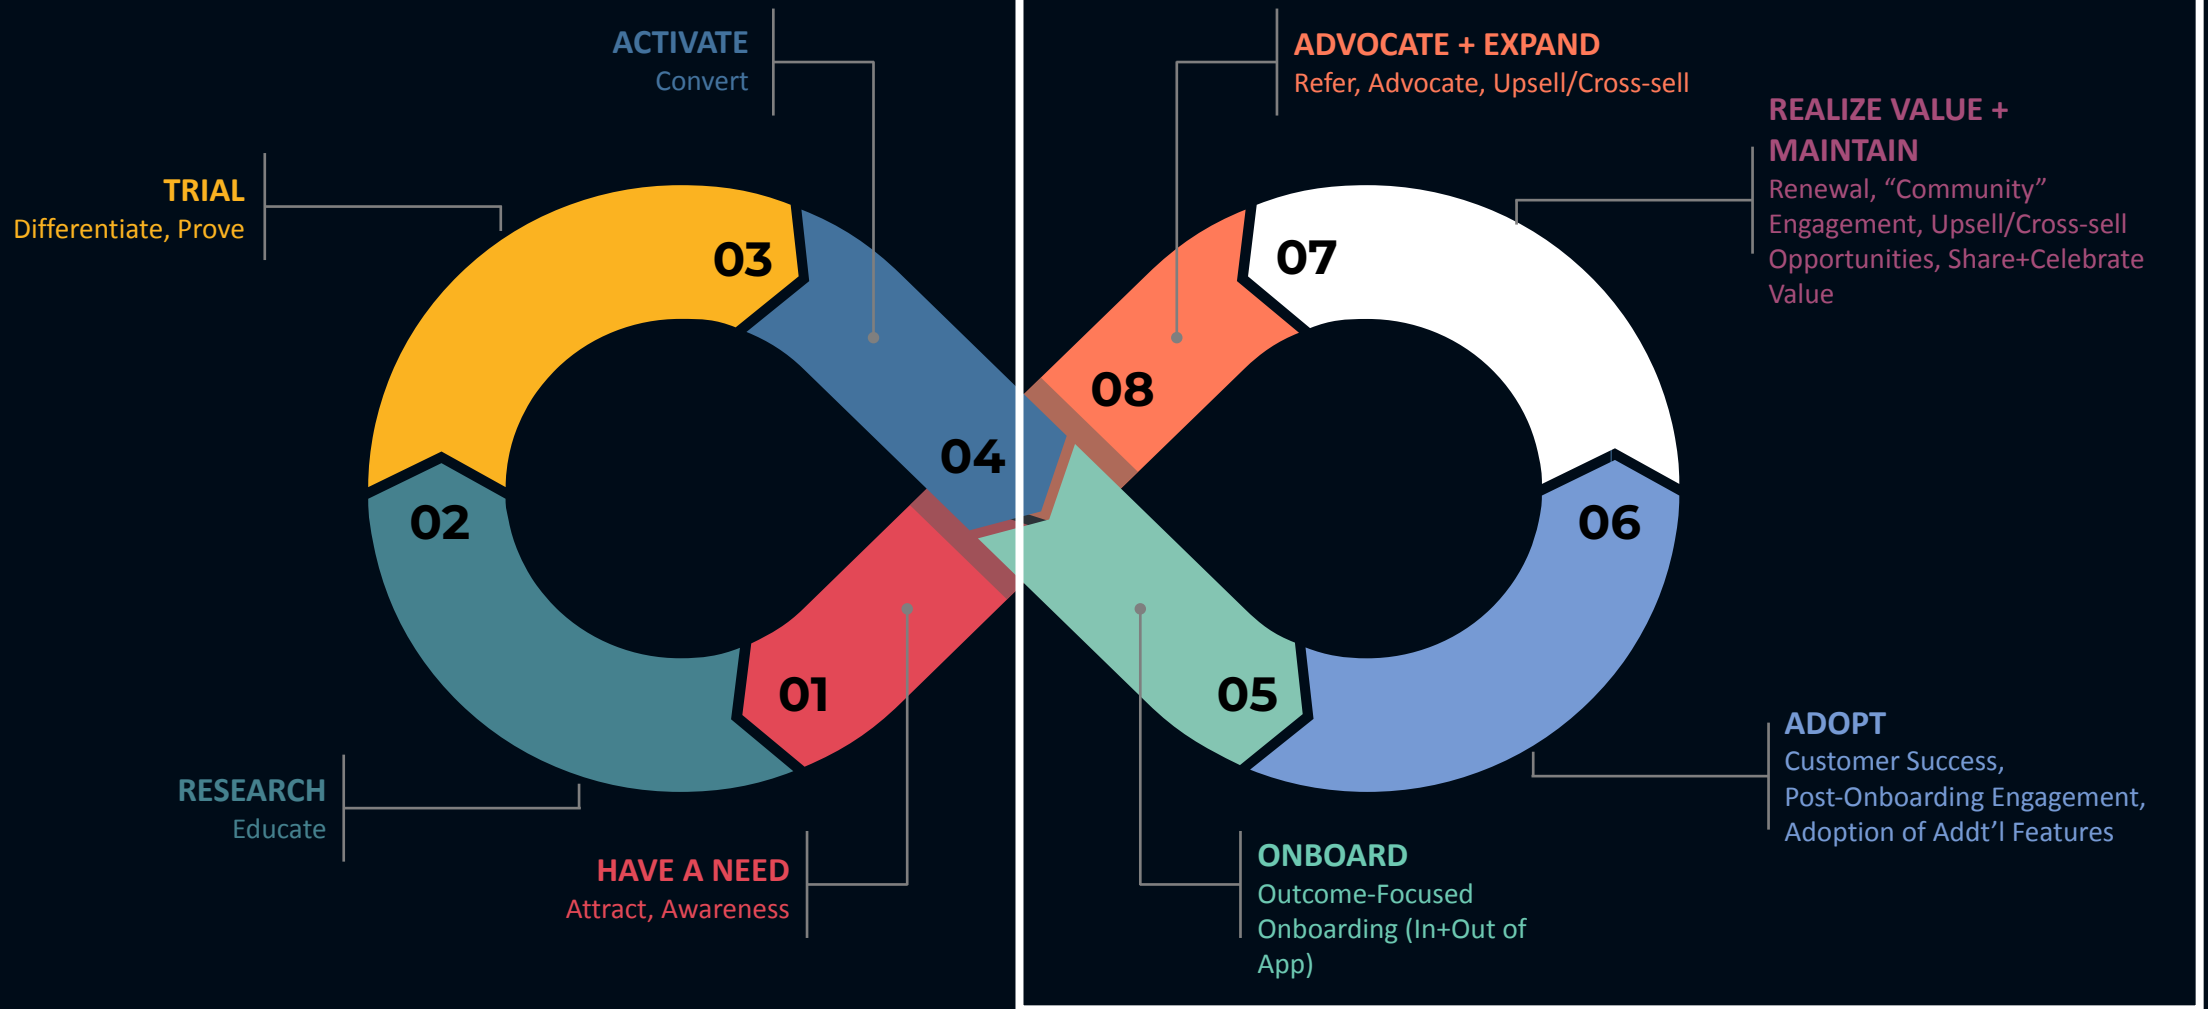 ACTIVATE
Convert
ADVOCATE + EXPAND
Refer, Advocate, Upsell/Cross-sell
REALIZE VALUE +
MAINTAIN
Renewal, “Community”
Engagement, Upsell/Cross-sell
Opportunities, Share+Celebrate
Value
TRIAL
Differentiate, Prove
03
07
08
04
02
06
01
05
RESEARCH
Educate
HAVE A NEED
Attract, Awareness
ONBOARD
Outcome-Focused
Onboarding (In+Out of
App)
ADOPT
Customer Success,
Post-Onboarding Engagement,
Adoption of Addt’l Features